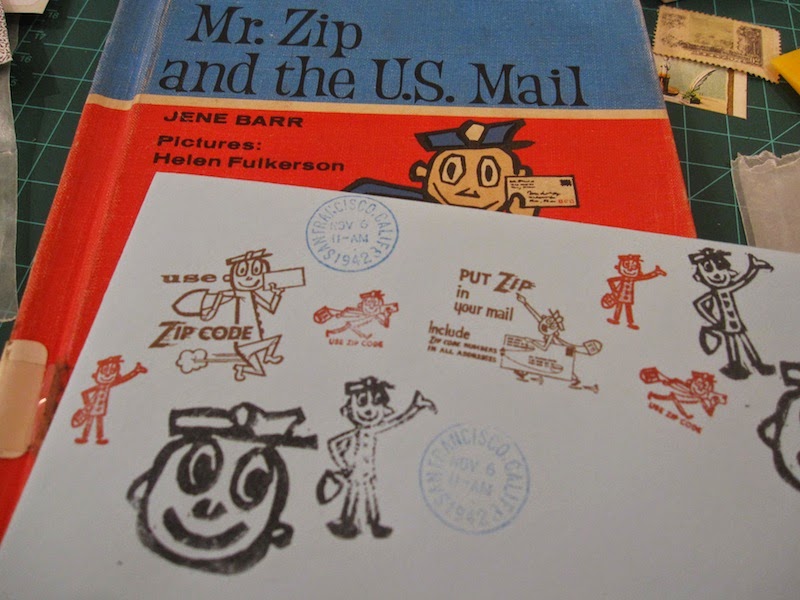 Mr. Zip
and the U.S. Mail
JENE BARR
Pictures:
Helen Fulkerson
SAN FRANCISCO, CALIF.
NOV 6
11-AM
1942
use
ZIP CODE
USE ZIP CODE
PUT ZIP
in
your mail
Include
ZIP CODE NUMBERS
IN ALL ADDRESSES
USE ZIP CODE
SAN FRANCISCO, CALIF.
NOV 6
11-AM
1942